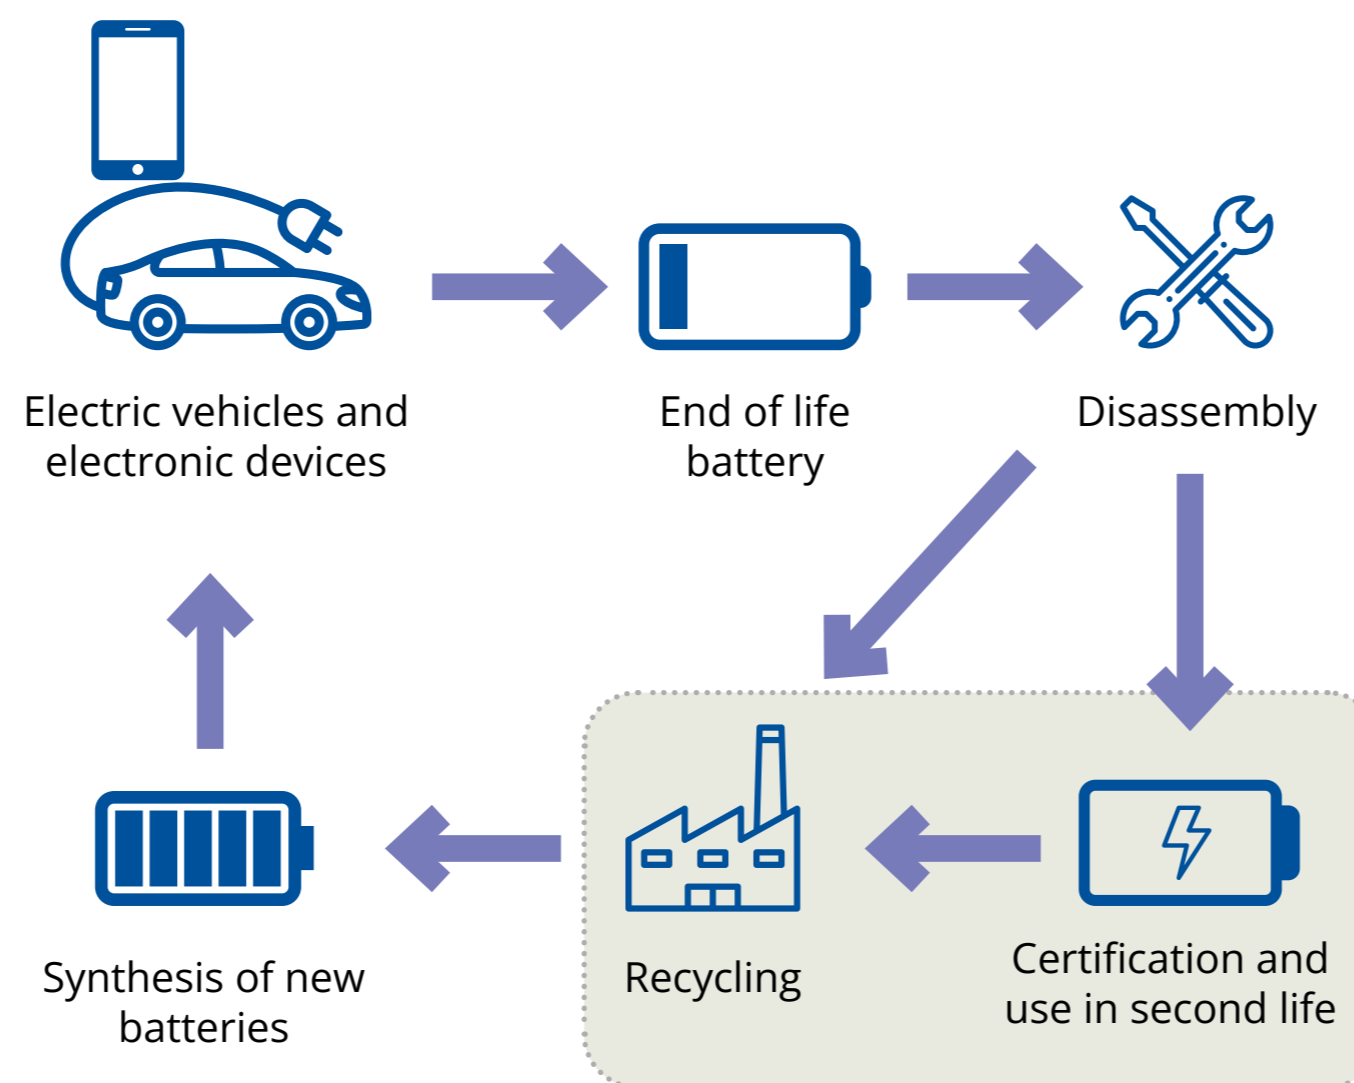 Electric vehicles and
electronic devices
End of life
battery
Disassembly
Synthesis of new
batteries
Recycling
Certification and
use in second life